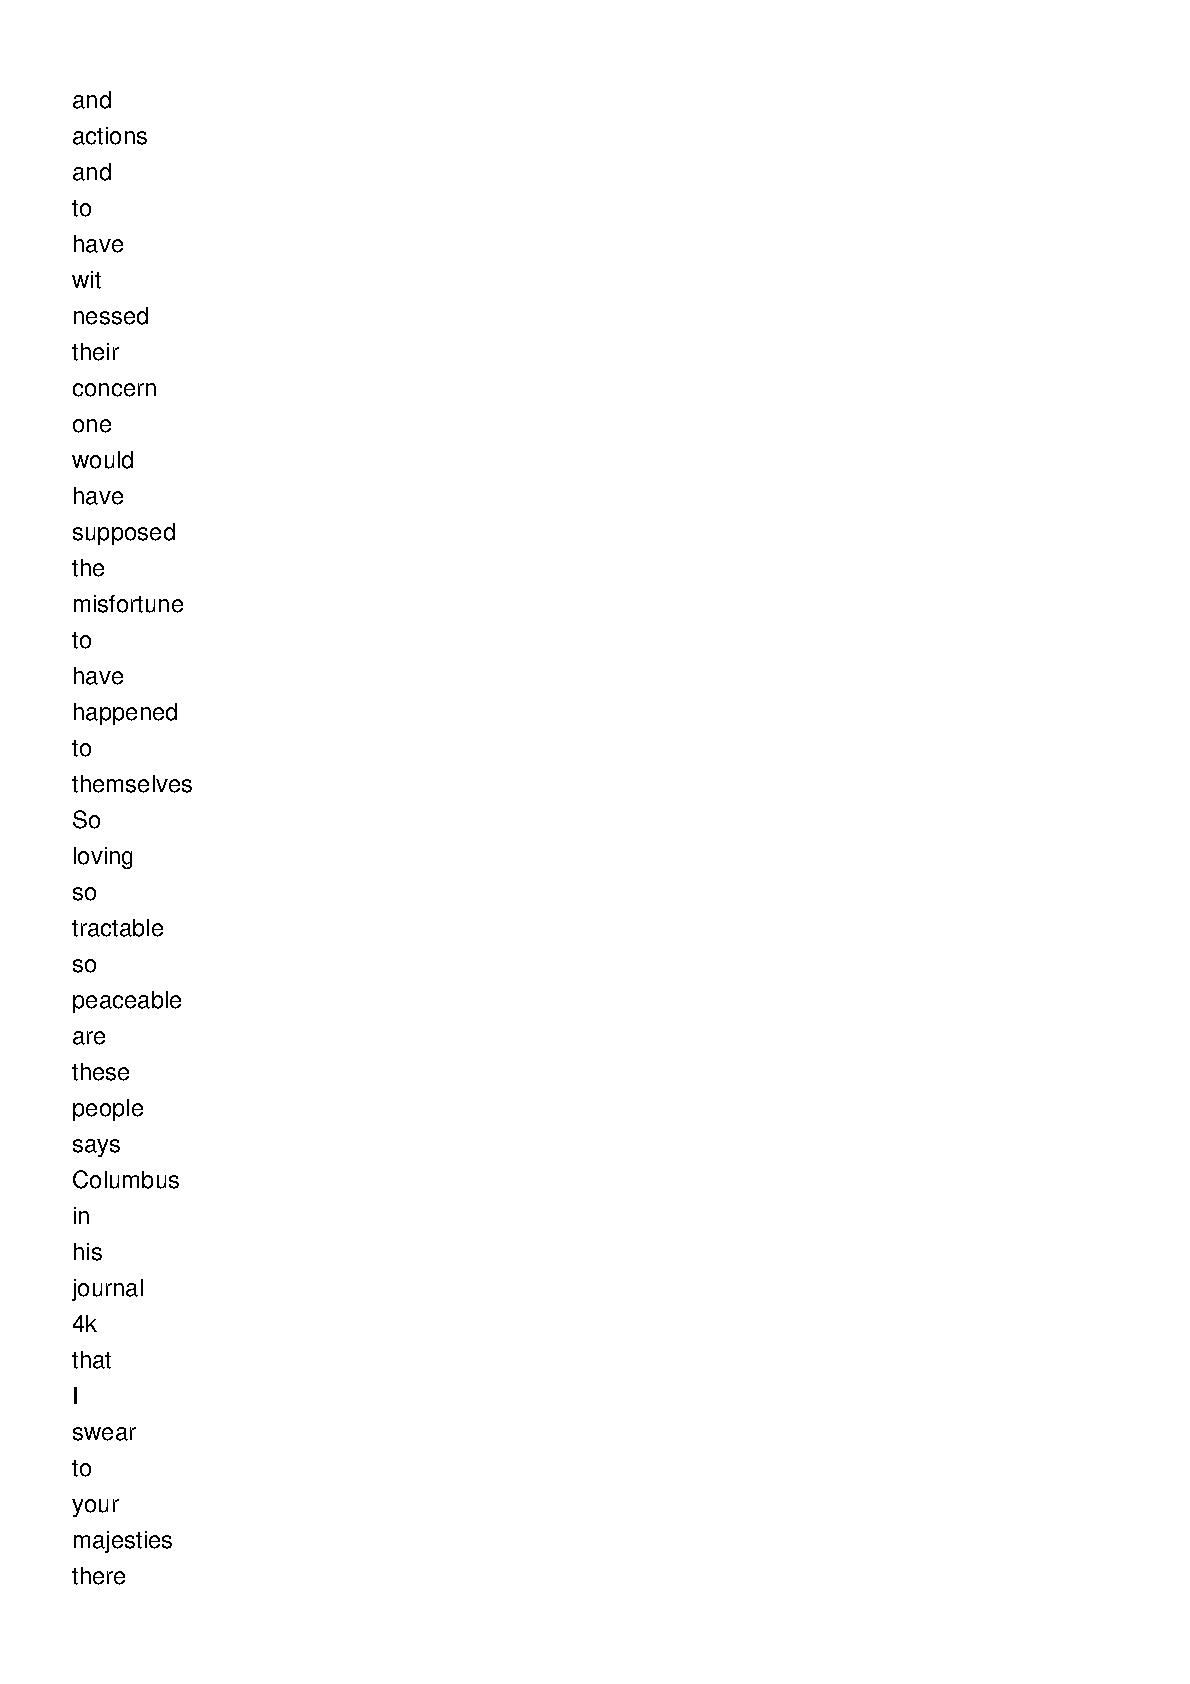 and
actions
and
to
have
wit
nessed
their
concern
one
would
have
supposed
the
misfortune
to
have
happened
to
themselves
So
loving
so
tractable
so
peaceable
are
these
people
says
Columbus
in
his
journal
4k
that
I
swear
to
your
majesties
there